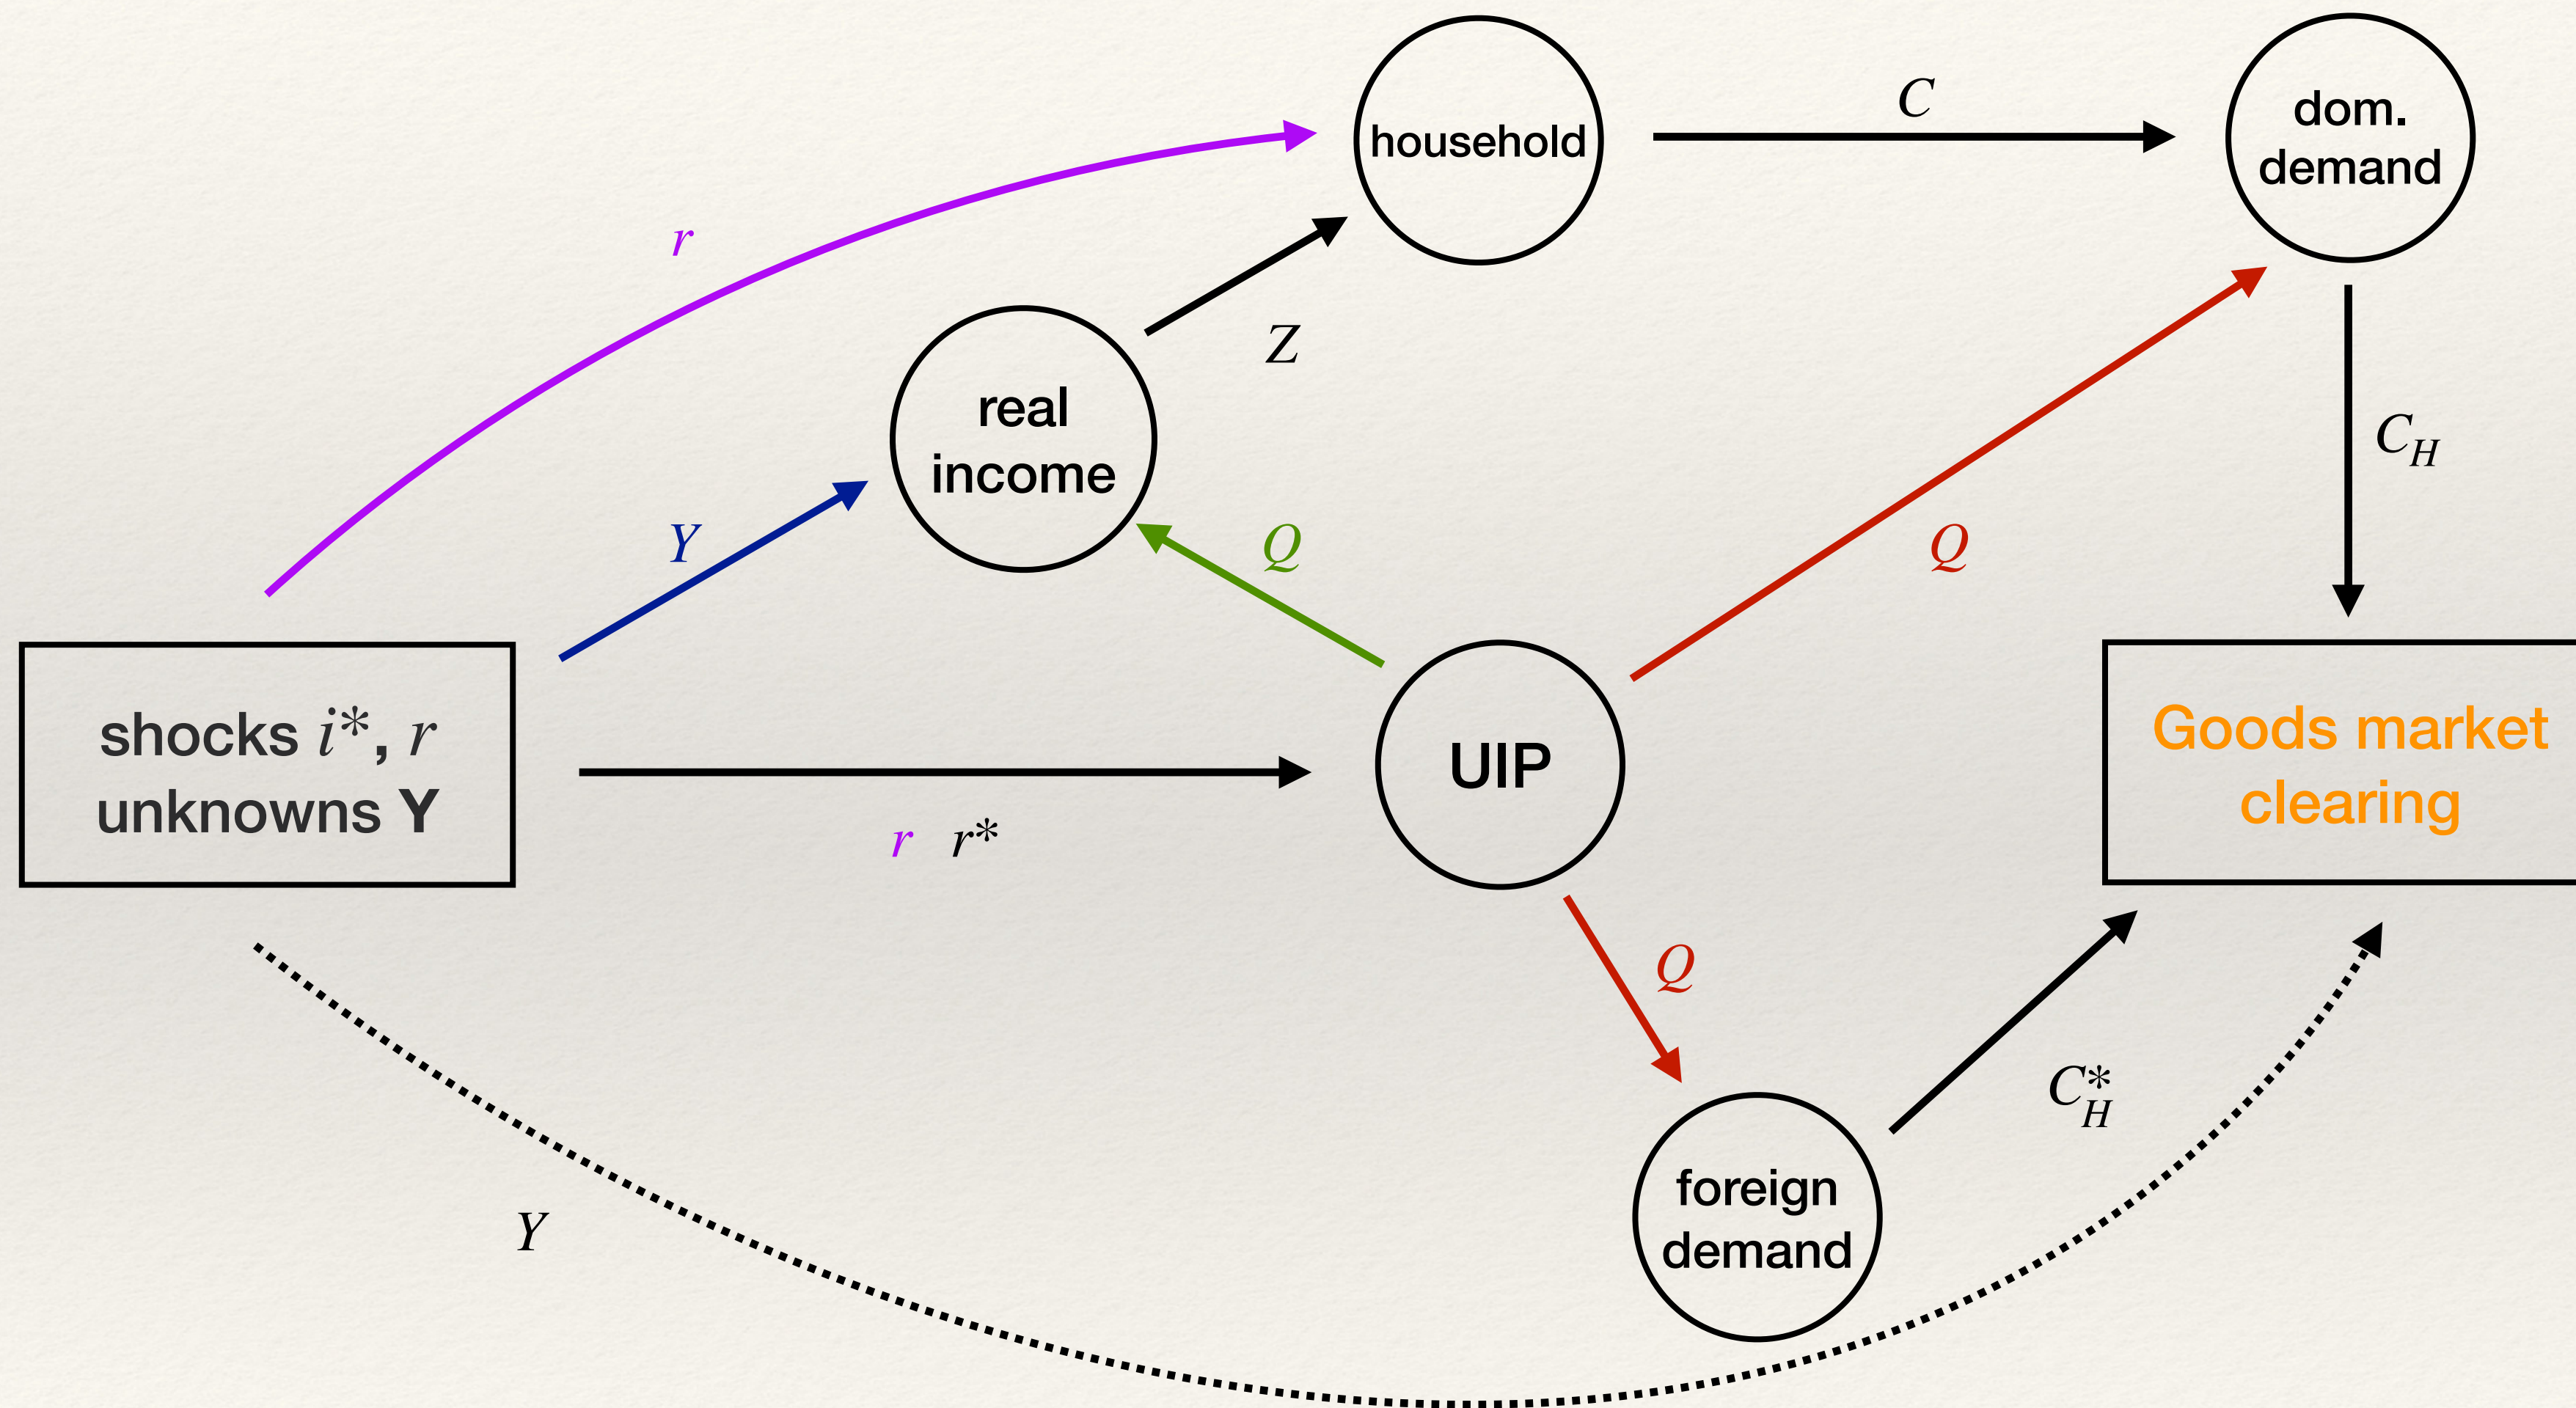 household
C
dom.
demand
r
Z
real
income
C_H
Y
Q
Q
shocks i*, r
unknowns Y
UIP
Goods market
clearing
r r*
Q
C*_H
foreign
demand
Y